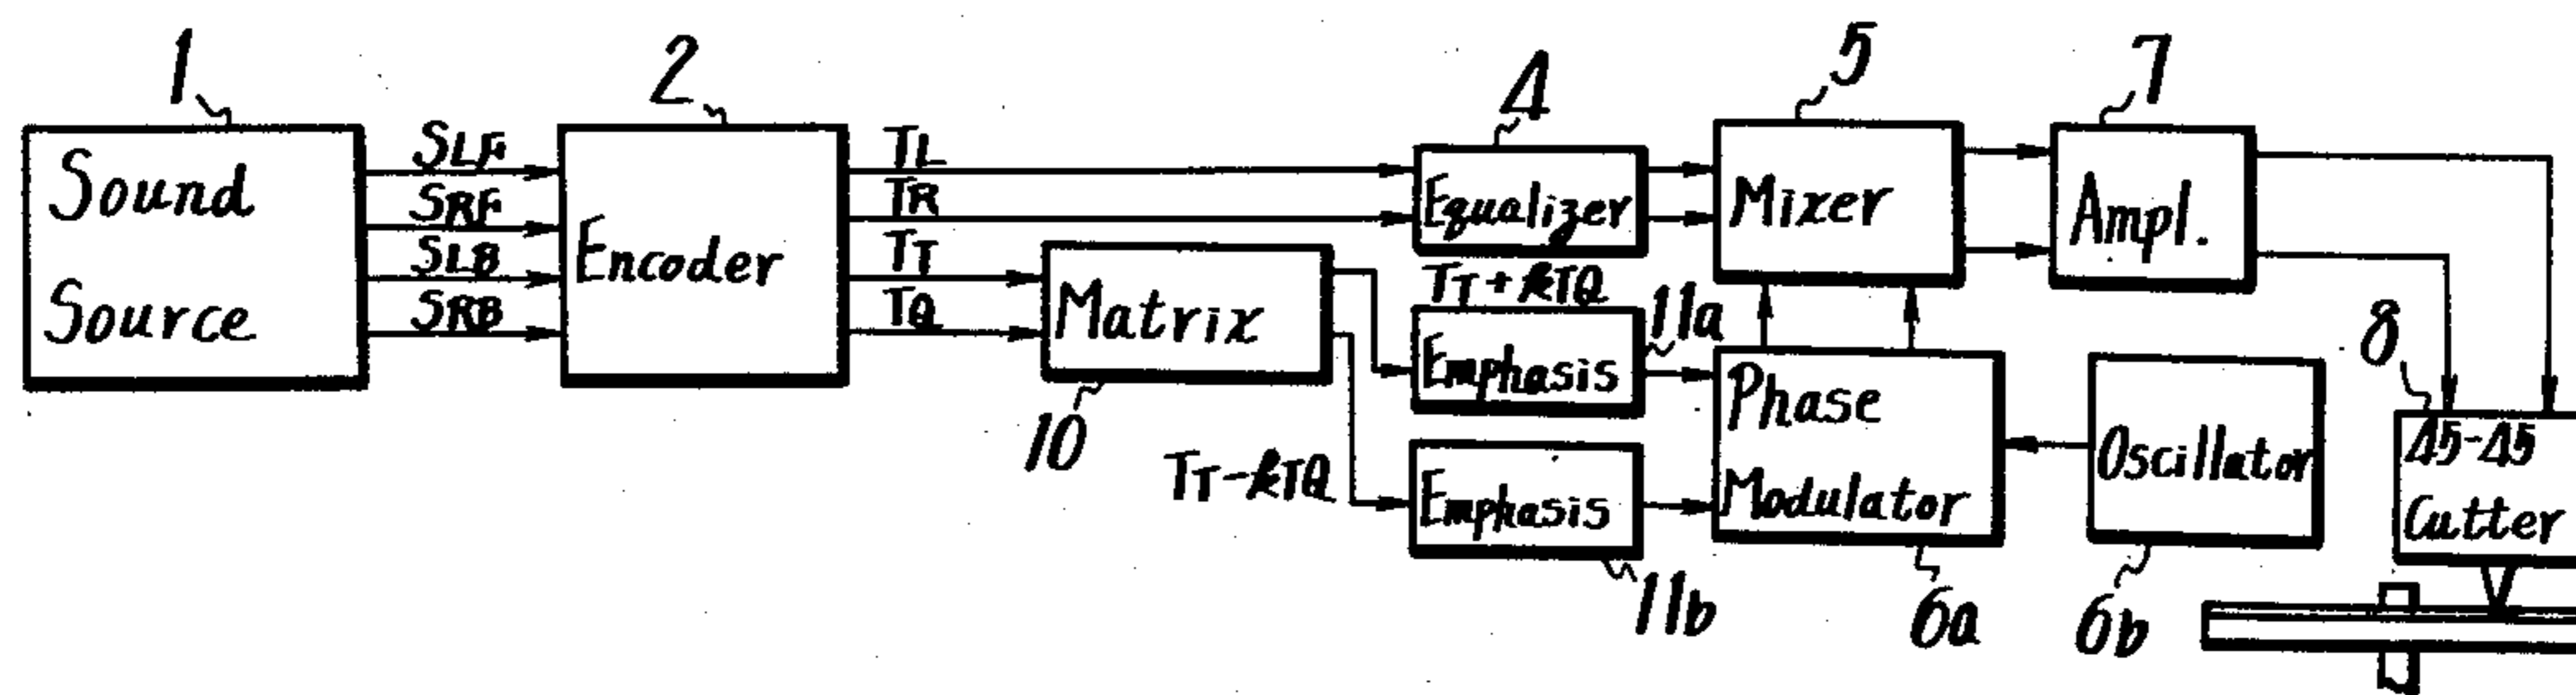 1
2
4
5
7
Sound
Source
SLF
SRF
SLB
SRB
Encoder
TL
TR
TT
TQ
Matrix
10
Equalizer
TT + kTQ
Emphasis
11a
TT - kTQ
Emphasis
11b
Mixer
Ampl.
Phase
Modulator
6a
Oscillator
6b
8
45-45
Cutter